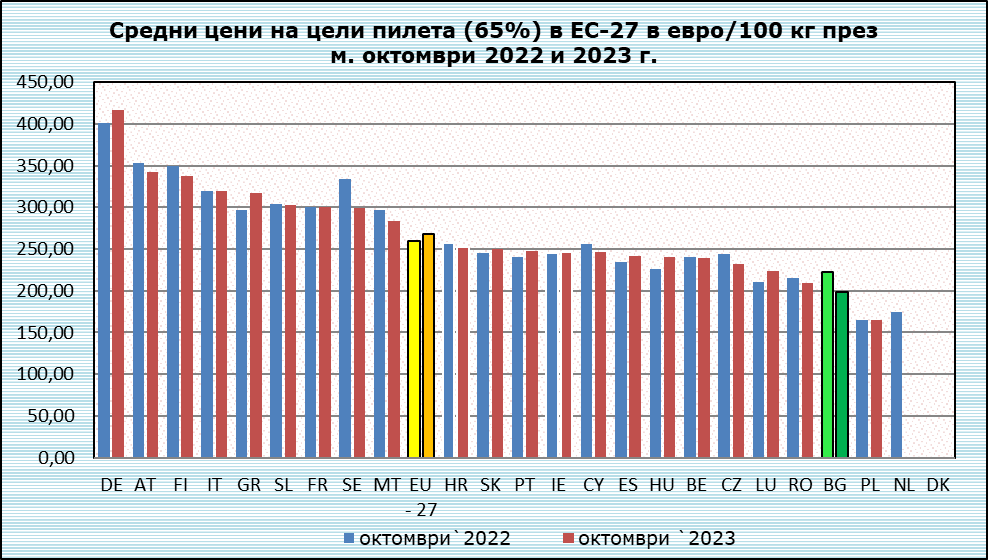 Средни цени на цели пилета (65%) в ЕС-27 в евро/100 кг през
м. октомври 2022 и 2023 г.
450,00
400,00
350,00
300,00
250,00
200,00
150,00
100,00
50,00
0,00
DE AT FI IT GR SL FR SE MT EU HR SK PT IE CY ES HU BE CZ LU RO BG PL NL DK
- 27
октомври`2022 октомври `2023